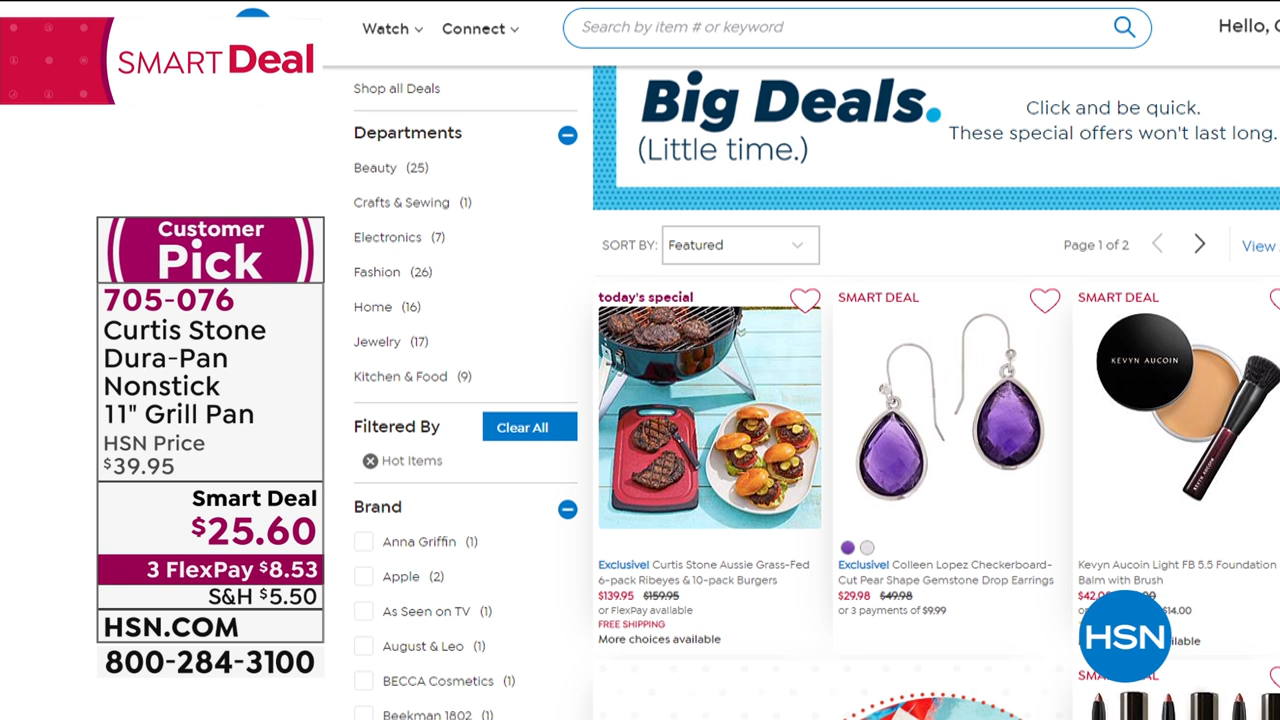 SMART Deal
Watch
Connect
Search by item # or keyword
Hello,
Shop all Deals
Departments
Beauty (25)
Crafts & Sewing (1)
Electronics (7)
Fashion (26)
Home (16)
Jewelry (17)
Kitchen & Food (9)
Filtered By
Clear All
Hot Items
Brand
Anna Griffin (1)
Apple (2)
As Seen on TV (1)
August & Leo (1)
BECCA Cosmetics (1)
Beekman 1802 (1)
Customer
Pick
705-076
Curtis Stone
Dura-Pan
Nonstick
11" Grill Pan
HSN Price
$39.95
Smart Deal
$25.60
3 FlexPay $8.53
S&H $5.50
HSN.COM
800-284-3100
Big Deals.
(Little time.)
Click and be quick.
These special offers won't last long.
SORT BY: Featured
Page 1 of 2
View
today's special
Exclusive! Curtis Stone Aussie Grass-Fed
6-pack Ribeyes & 10-pack Burgers
$139.95 $159.95
or FlexPay available
FREE SHIPPING
More choices available
SMART DEAL
Exclusive! Colleen Lopez Checkerboard-
Cut Pear Shape Gemstone Drop Earrings
$29.98 $49.98
or 3 payments of $9.99
SMART DEAL
KEVYN AUCOIN
KEVYN AUCOIN
Kevyn Aucoin Light FB 5.5 Foundation
Balm with Brush
$14.00
HSN